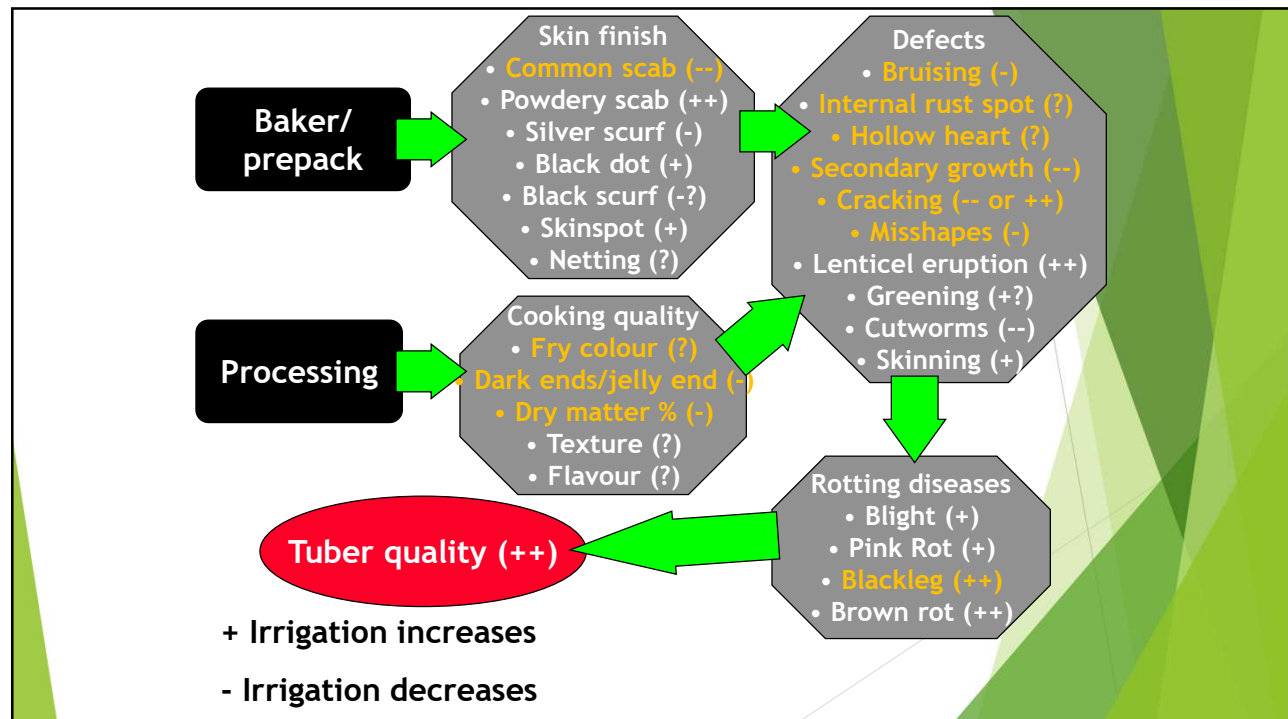 Baker/
prepack
Skin finish
• Common scab (--)
• Powdery scab (++)
• Silver scurf (-)
• Black dot (+)
• Black scurf (-?)
• Skinspot (+)
• Netting (?)
Defects
• Bruising (-)
• Internal rust spot (?)
• Hollow heart (?)
• Secondary growth (--)
• Cracking (-- or ++)
• Misshapes (-)
• Lenticel eruption (++)
• Greening (+?)
• Cutworms (--)
• Skinning (+)
Processing
Cooking quality
• Fry colour (?)
• Dark ends/jelly end (-)
• Dry matter % (-)
• Texture (?)
• Flavour (?)
Rotting diseases
• Blight (+)
• Pink Rot (+)
• Blackleg (++)
• Brown rot (++)
Tuber quality (++)
+ Irrigation increases
- Irrigation decreases